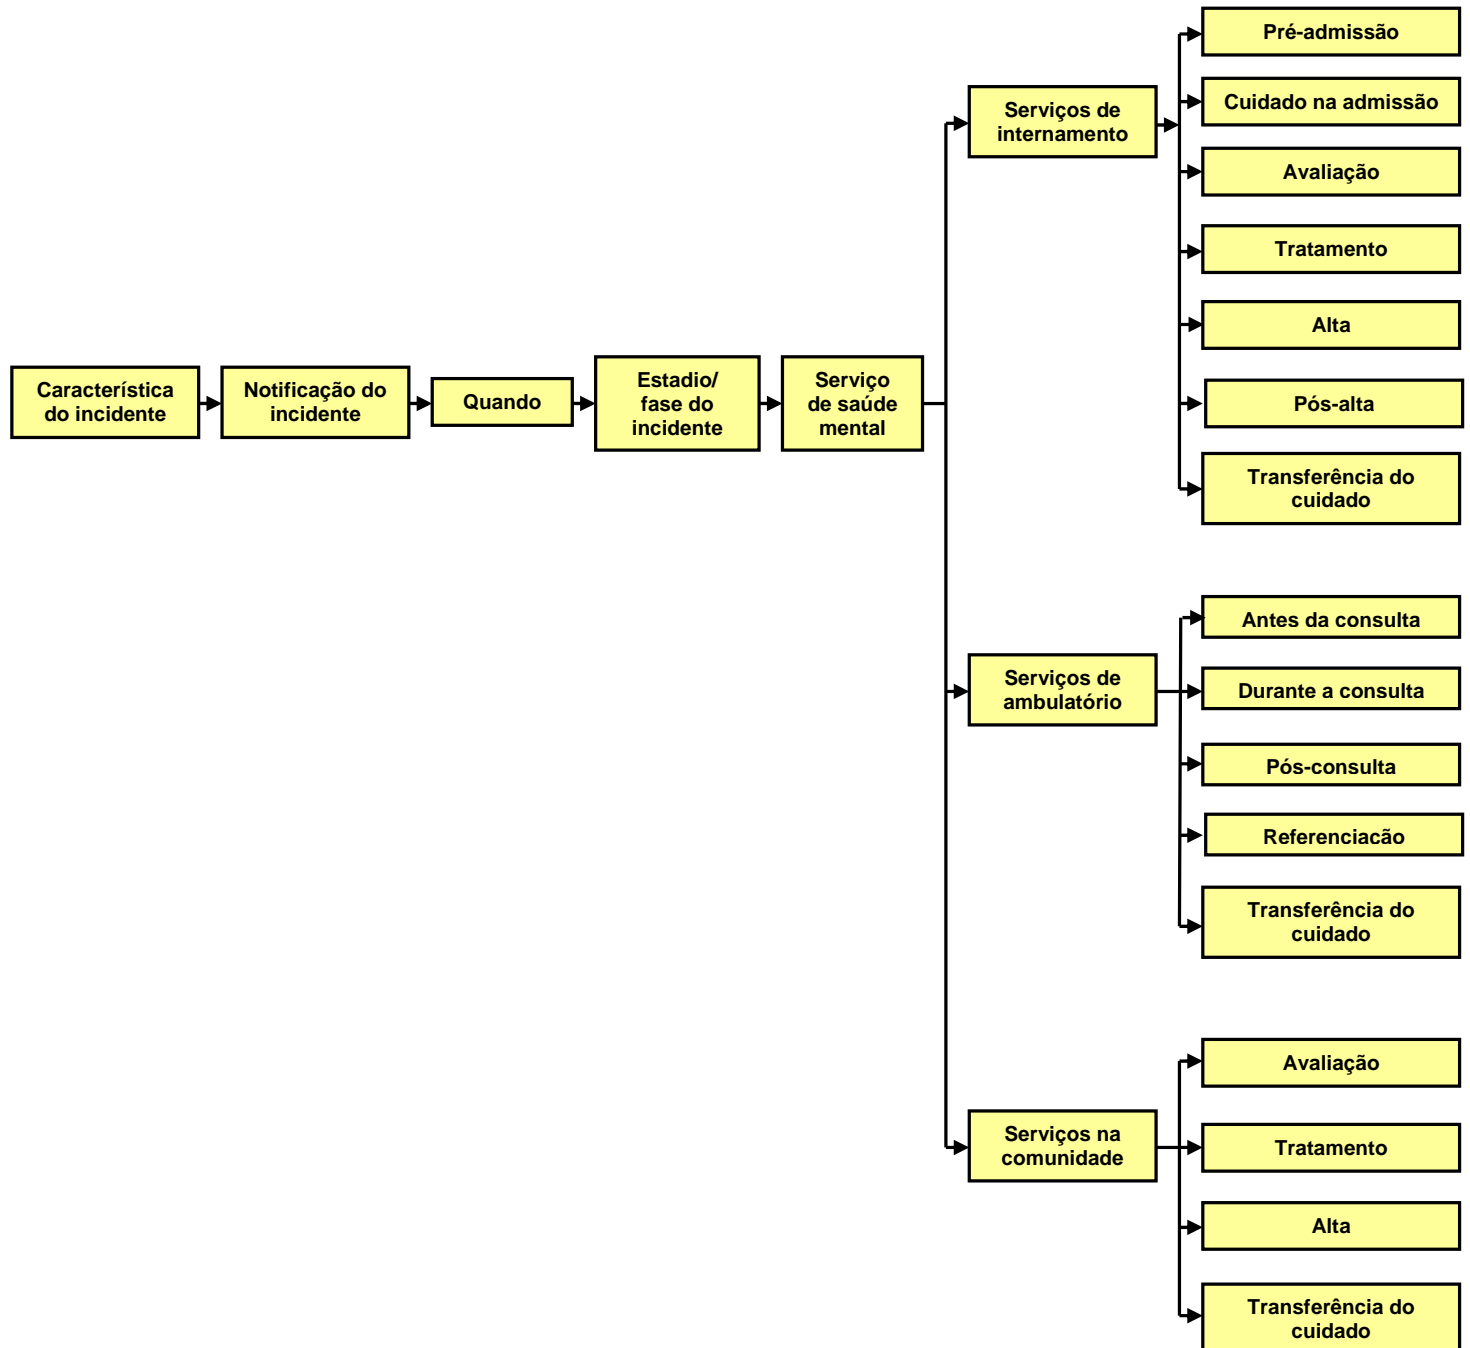 Pré-admissão
Cuidado na admissão
Serviços de
internamento
Avaliação
Tratamento
Alta
Pós-alta
Transferência do
cuidado
Característica
do incidente
Notificação do
incidente
Quando
Estadio/
fase do
incidente
Serviço
de saúde
mental
Antes da consulta
Serviços de
ambulatório
Durante a consulta
Pós-consulta
Referenciacão
Transferência do
cuidado
Avaliação
Serviços na
comunidade
Tratamento
Alta
Transferência do
cuidado